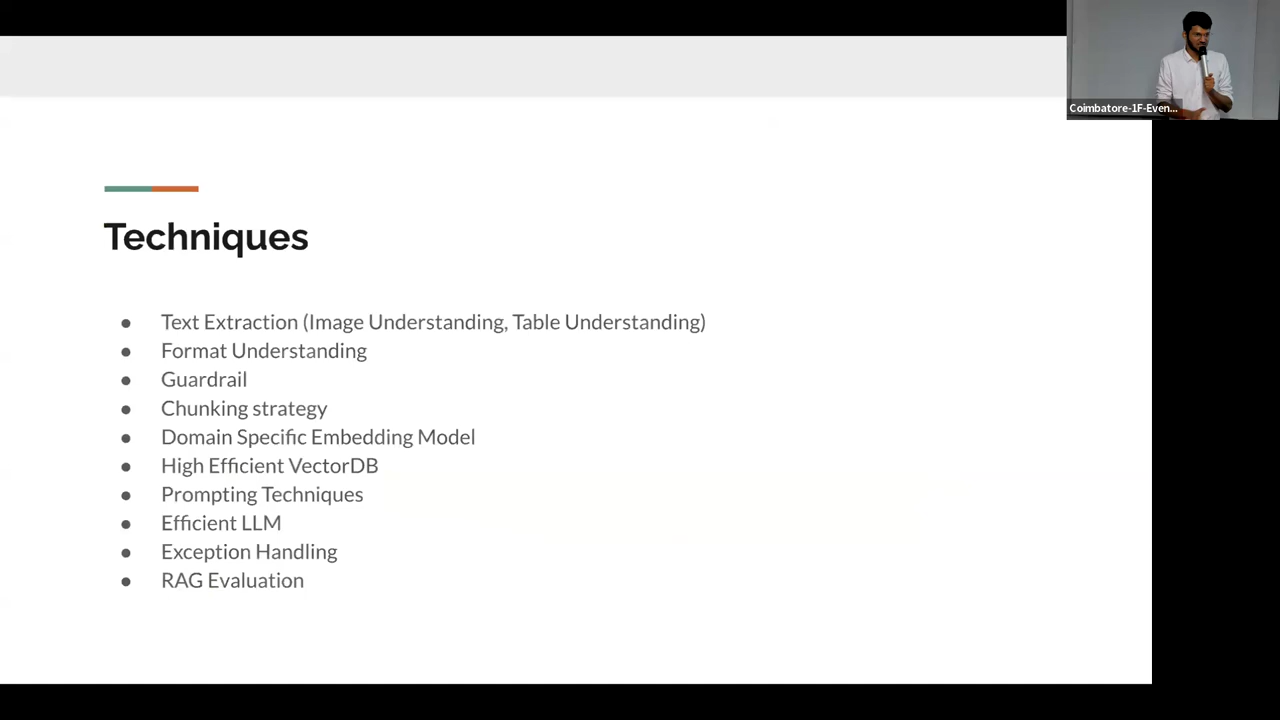 Coimbatore-1F-Even...
Techniques
● Text Extraction (Image Understanding, Table Understanding)
● Format Understanding
● Guardrail
● Chunking strategy
● Domain Specific Embedding Model
● High Efficient VectorDB
● Prompting Techniques
● Efficient LLM
● Exception Handling
● RAG Evaluation